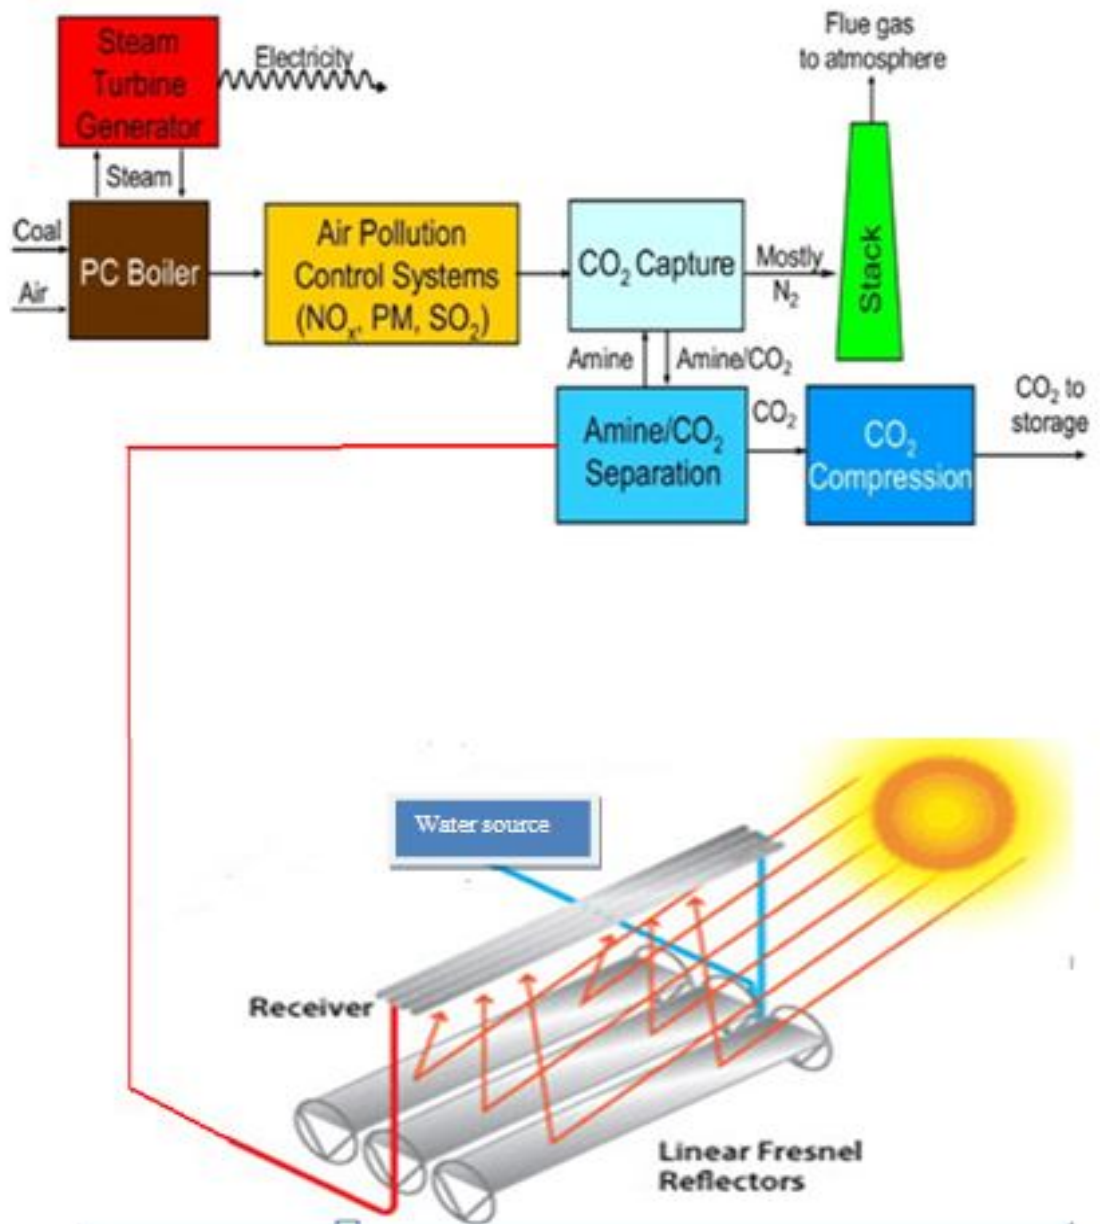 Steam
Turbine
Generator
Electricity
Flue gas
to atmosphere
Steam
Coal
Air
PC Boiler
Air Pollution
Control Systems
(NOₓ, PM, SO₂)
CO₂ Capture
Mostly
N₂
Stack
Amine
Amine/CO₂
Amine/CO₂
Separation
CO₂
CO₂
Compression
CO₂ to
storage
Water source
Receiver
Linear Fresnel
Reflectors